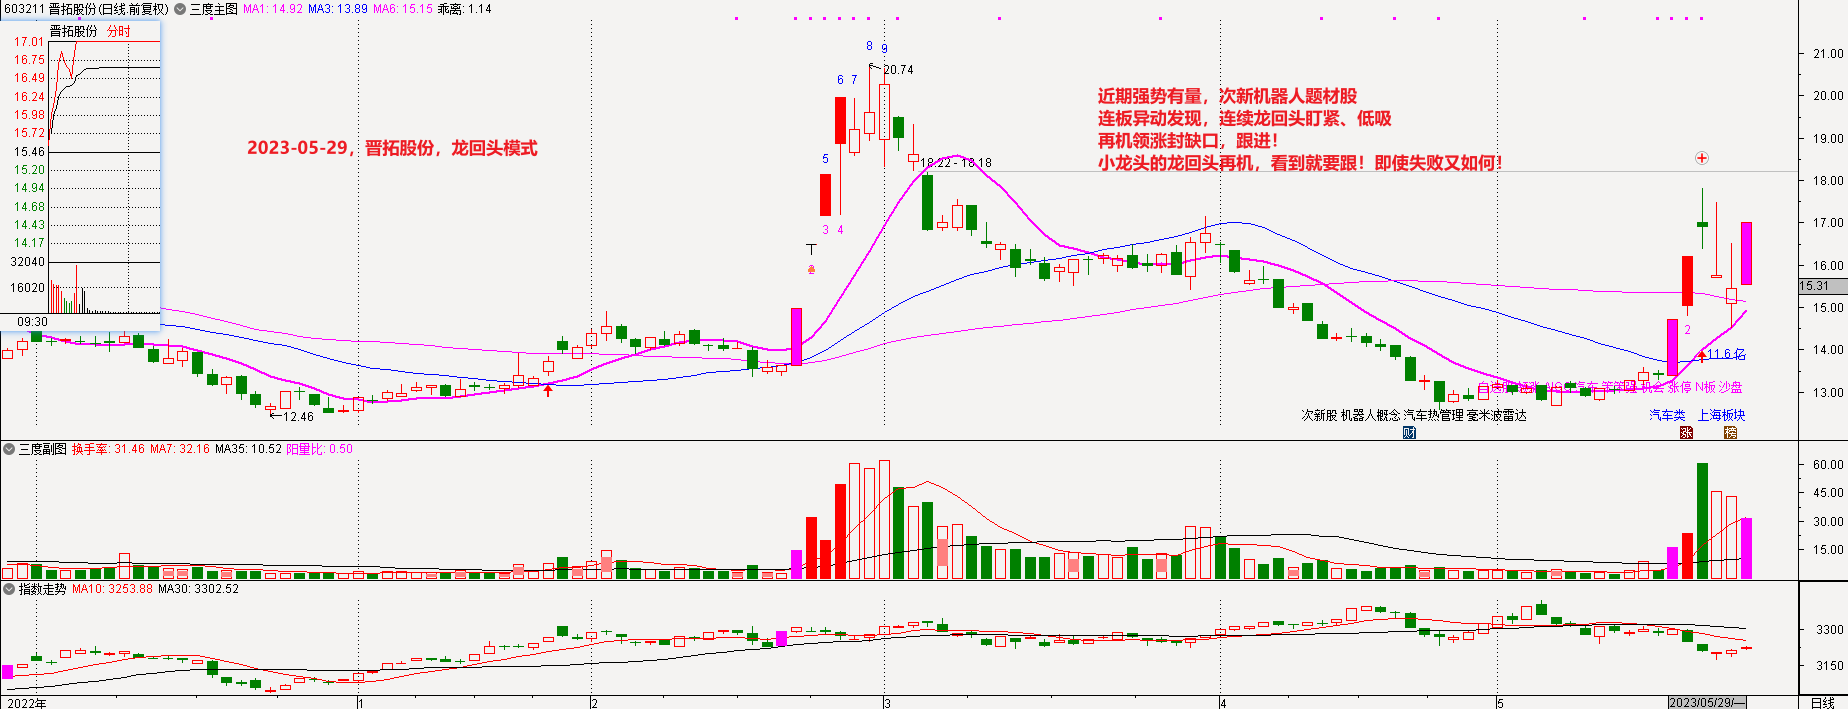 603211 晋拓股份(日线.前复权) 三度主图 MA1: 14.92 MA3: 13.89 MA6: 15.15 乖离: 1.14
晋拓股份 分时
17.01
16.75
16.49
16.24
15.98
15.72
15.46
15.20
14.94
14.68
14.43
14.17
32040
16020
09:30
2023-05-29，晋拓股份，龙回头模式
8 9
20.74
6 7
5
3 4
2
18.22 - 18.18
12.46
近期强势有量，次新机器人题材股
连板异动发现，连续龙回头盯紧、低吸
再机领涨封缺口，跟进！
小龙头的龙回头再机，看到就要跟！即使失败又如何！
2
11.6 亿
机会 涨停 N板 沙盘
次新股 机器人概念 汽车热管理 毫米波雷达
汽车类 上海板块
财 涨 榜
21.00
20.00
19.00
18.00
17.00
16.00
15.31
15.00
14.00
13.00
三度副图 换手率: 31.46 MA7: 32.16 MA35: 10.52 阳量比: 0.50
60.00
45.00
30.00
15.00
指数走势 MA10: 3253.88 MA30: 3302.52
3300
3150
2022年 1 2 3 4 5 2023/05/29/一 日线